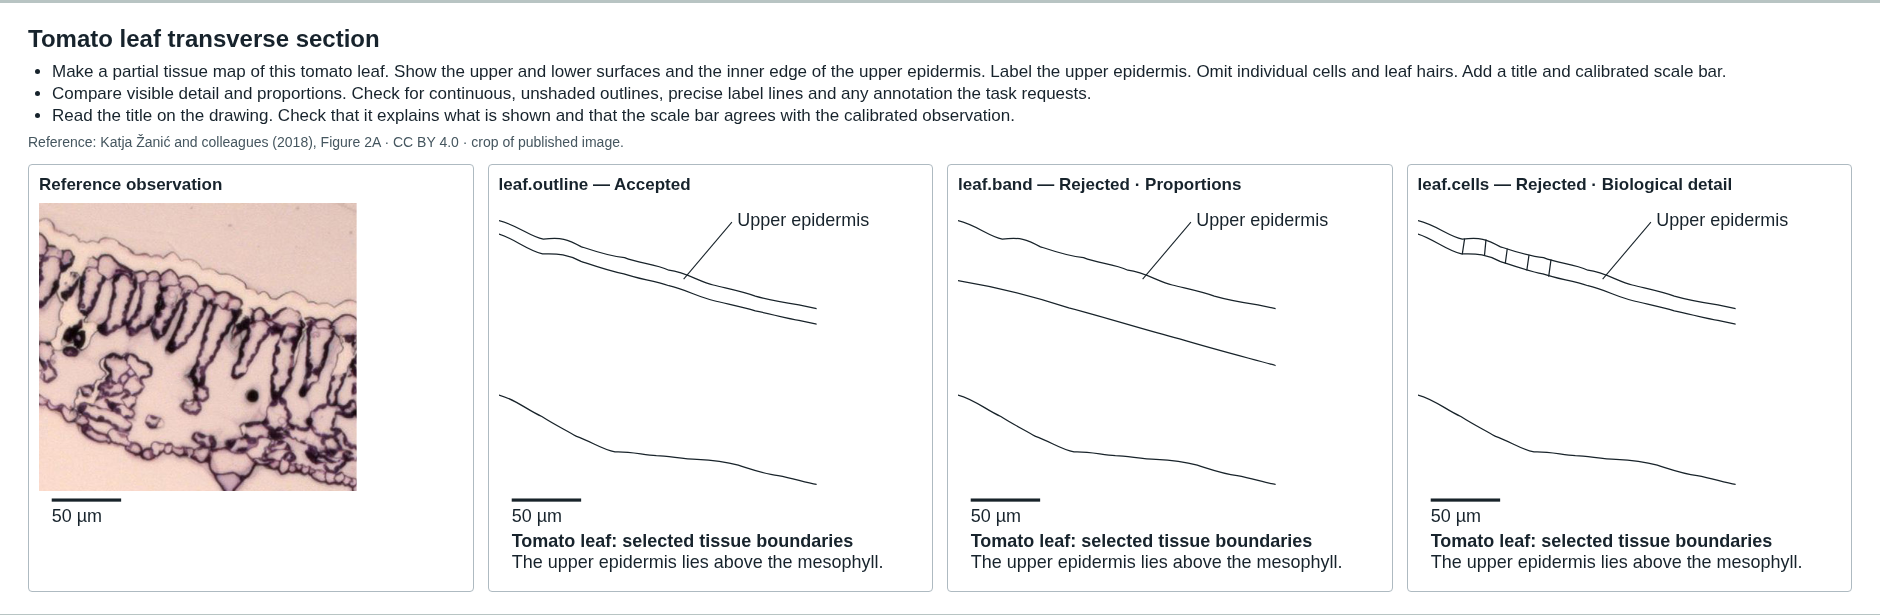 Tomato leaf transverse section
• Make a partial tissue map of this tomato leaf. Show the upper and lower surfaces and the inner edge of the upper epidermis. Label the upper epidermis. Omit individual cells and leaf hairs. Add a title and calibrated scale bar.
• Compare visible detail and proportions. Check for continuous, unshaded outlines, precise label lines and any annotation the task requests.
• Read the title on the drawing. Check that it explains what is shown and that the scale bar agrees with the calibrated observation.
Reference: Katja Žanić and colleagues (2018), Figure 2A · CC BY 4.0 · crop of published image.
Reference observation
50 µm
leaf.outline — Accepted
Upper epidermis
50 µm
Tomato leaf: selected tissue boundaries
The upper epidermis lies above the mesophyll.
leaf.band — Rejected · Proportions
Upper epidermis
50 µm
Tomato leaf: selected tissue boundaries
The upper epidermis lies above the mesophyll.
leaf.cells — Rejected · Biological detail
Upper epidermis
50 µm
Tomato leaf: selected tissue boundaries
The upper epidermis lies above the mesophyll.